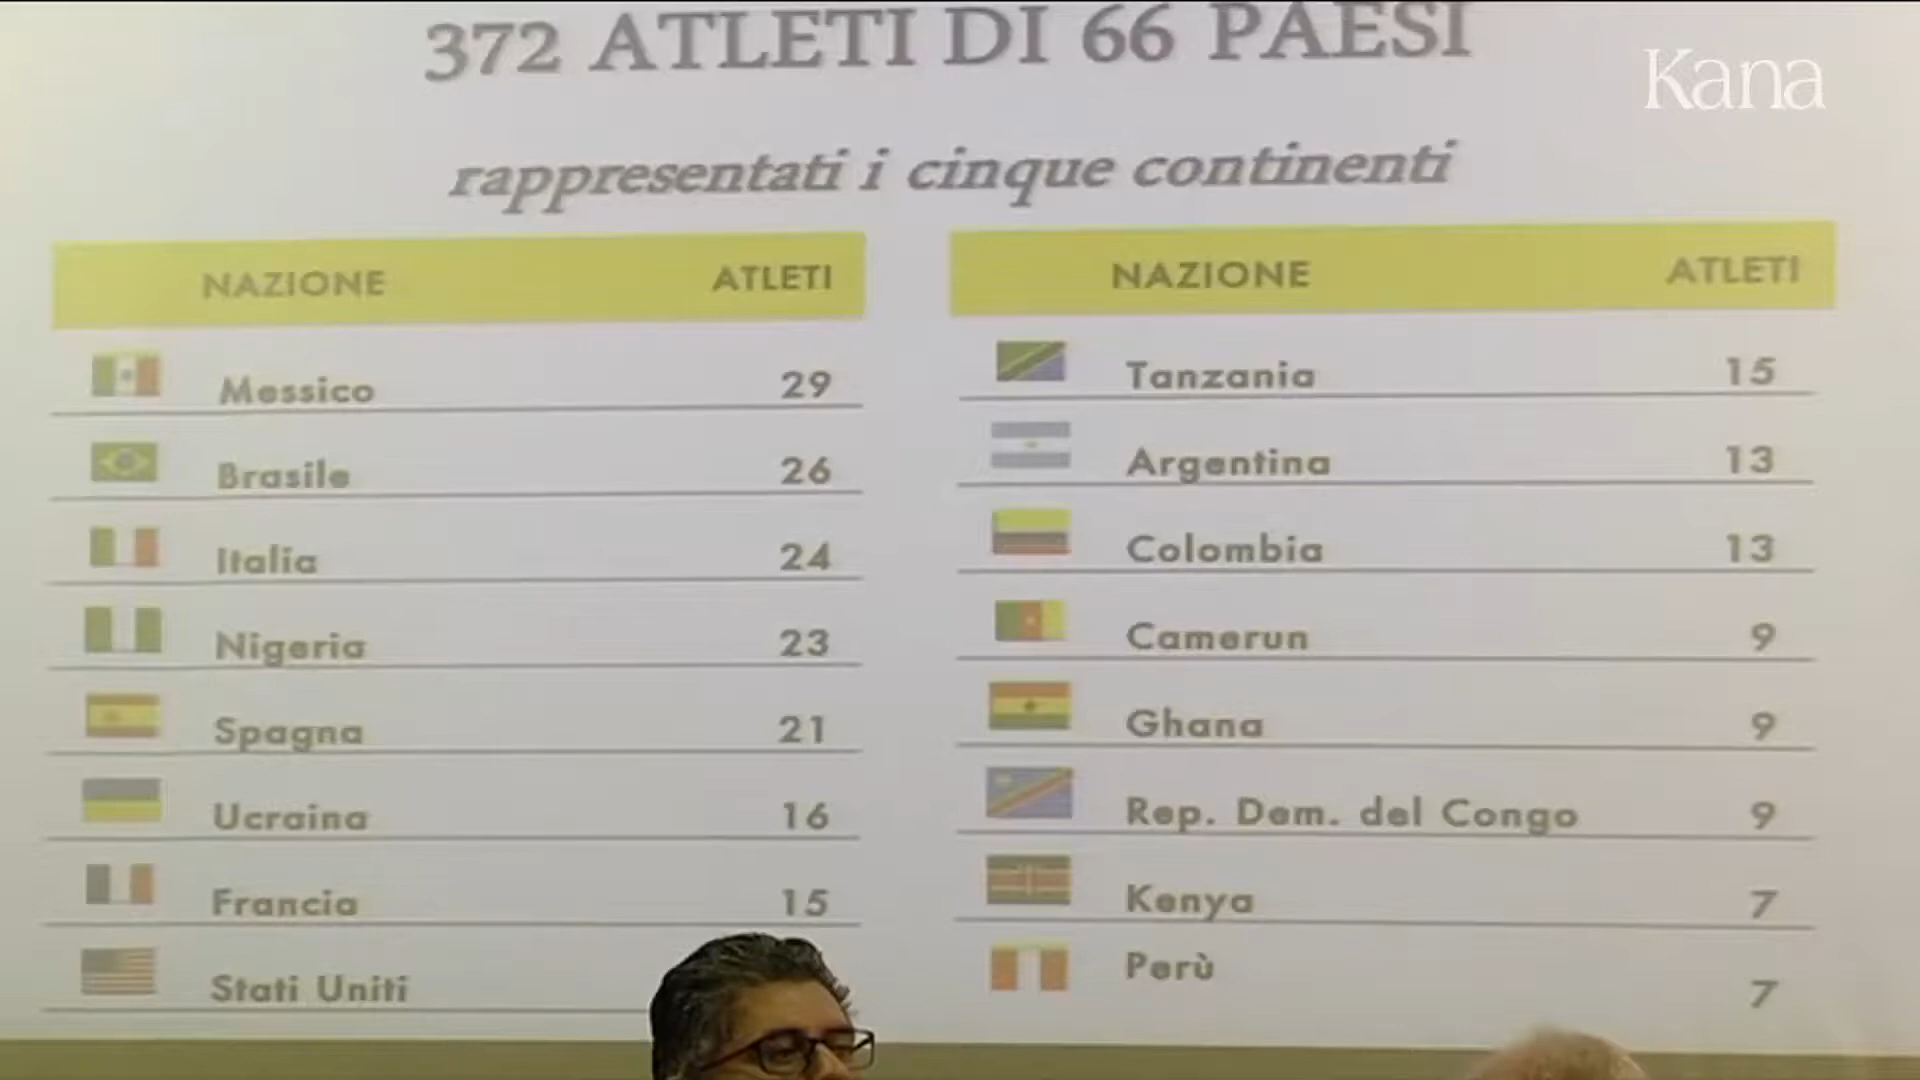 372 ATLETI DI 66 PAESI
Kana
rappresentati i cinque continenti
NAZIONE ATLETI
Messico 29
Brasile 26
Italia 24
Nigeria 23
Spagna 21
Ucraina 16
Francia 15
Stati Uniti
NAZIONE ATLETI
Tanzania 15
Argentina 13
Colombia 13
Camerun 9
Ghana 9
Rep. Dem. del Congo 9
Kenya 7
Perù 7